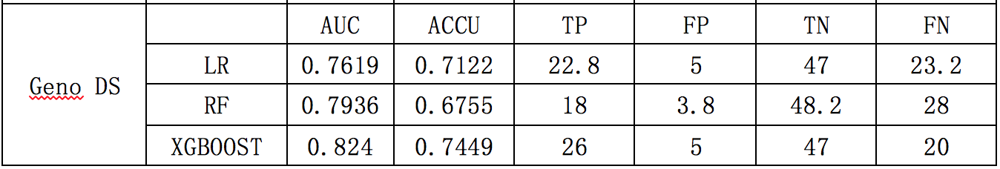 AUC ACCU TP FP TN FN
Geno DS
LR 0.7619 0.7122 22.8 5 47 23.2
RF 0.7936 0.6755 18 3.8 48.2 28
XGBOOST 0.824 0.7449 26 5 47 20